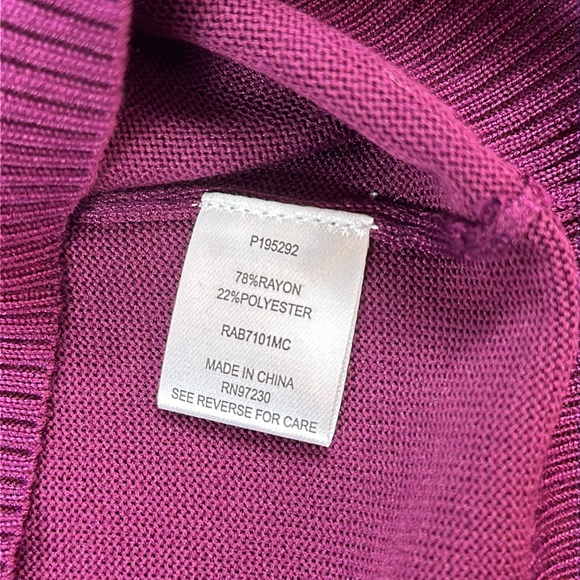 P195292
78%RAYON
22%POLYESTER
RAB7101MC
MADE IN CHINA
RN97230
SEE REVERSE FOR CARE